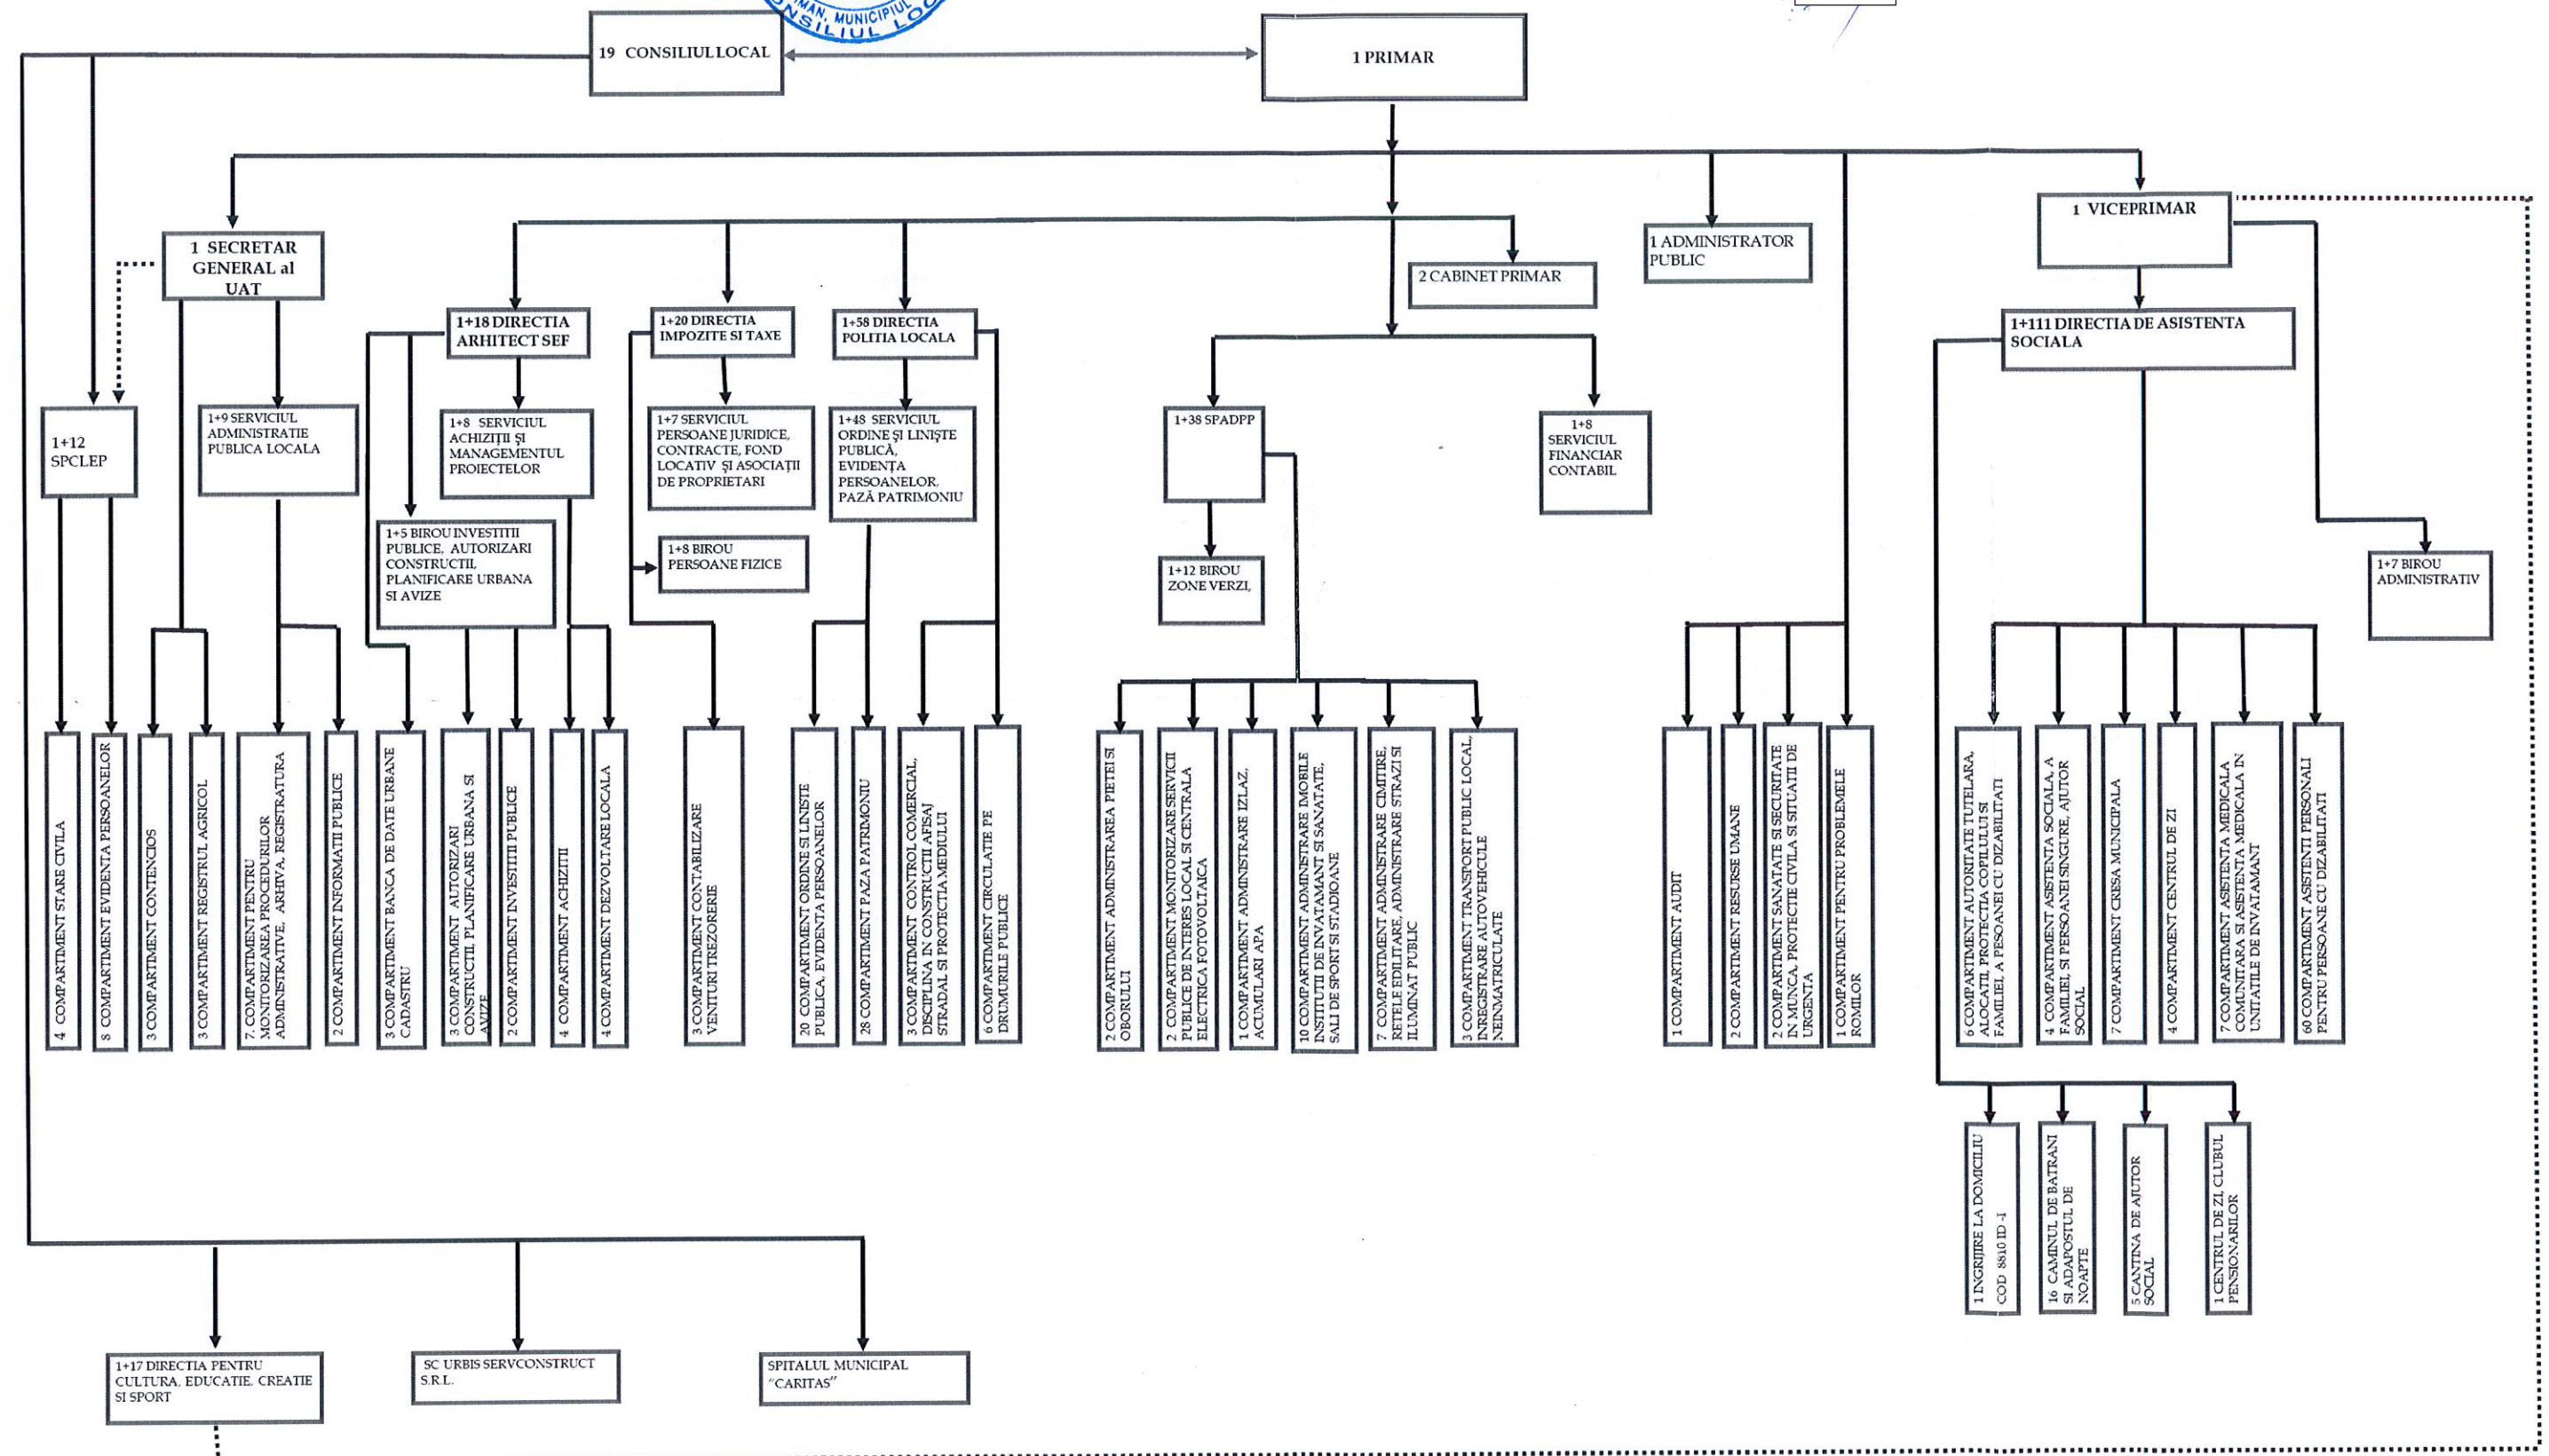 MAN, MUNICIPIUL
CONSILIUL LOC
19 CONSILIUL LOCAL
1 PRIMAR
1 SECRETAR
GENERAL al
UAT
2 CABINET PRIMAR
1 ADMINISTRATOR
PUBLIC
1 VICEPRIMAR
1+18 DIRECTIA
ARHITECT SEF
1+20 DIRECTIA
IMPOZITE SI TAXE
1+58 DIRECTIA
POLITIA LOCALA
1+111 DIRECTIA DE ASISTENTA
SOCIALA
1+12
SPCLEP
1+9 SERVICIUL
ADMINISTRATIE
PUBLICA LOCALA
1+8 SERVICIUL
ACHIZIŢII ŞI
MANAGEMENTUL
PROIECTELOR
1+7 SERVICIUL
PERSOANE JURIDICE,
CONTRACTE, FOND
LOCATIV ŞI ASOCIAŢII
DE PROPRIETARI
1+48 SERVICIUL
ORDINE ŞI LINIŞTE
PUBLICĂ,
EVIDENŢA
PERSOANELOR,
PAZĂ PATRIMONIU
1+38 SPADPP
1+8
SERVICIUL
FINANCIAR
CONTABIL
1+5 BIROU INVESTITII
PUBLICE, AUTORIZARI
CONSTRUCTII,
PLANIFICARE URBANA
SI AVIZE
1+8 BIROU
PERSOANE FIZICE
1+12 BIROU
ZONE VERZI,
1+7 BIROU
ADMINISTRATIV
4 COMPARTIMENT STARE CIVILA
8 COMPARTIMENT EVIDENTA PERSOANELOR
3 COMPARTIMENT CONTENCIOS
3 COMPARTIMENT REGISTRUL AGRICOL
7. COMPARTIMENT PENTRU
MONITORIZAREA PROCEDURILOR
ADMINISTRATIVE, ARHIVA, REGISTRATURA
2 COMPARTIMENT INFORMATII PUBLICE
3 COMPARTIMENT BANCA DE DATE URBANE
CADASTRU
3 COMPARTIMENT AUTORIZARI
CONSTRUCTII, PLANIFICARE URBANA SI
AVIZE
2 COMPARTIMENT INVESTITII PUBLICE
4 COMPARTIMENT ACHIZITII
4 COMPARTIMENT DEZVOLTARE LOCALA
3 COMPARTIMENT CONTABILIZARE
VENITURI TREZORERIE
20 COMPARTIMENT ORDINE SI LINISTE
PUBLICA, EVIDENTA PERSOANELOR
28 COMPARTIMENT PAZA PATRIMONIU
3 COMPARTIMENT CONTROL COMERCIAL,
DISCIPLINA IN CONSTRUCTII AFISAJ
STRADAL SI PROTECTIA MEDIULUI
6 COMPARTIMENT CIRCULATIE PE
DRUMURILE PUBLICE
2 COMPARTIMENT ADMINISTRAREA PIETEI SI
OBORULUI
2 COMPARTIMENT MONITORIZARE SERVICII
PUBLICE DE INTERES LOCAL SI CENTRALA
ELECTRICA FOTOVOLTAICA
1 COMPARTIMENT ADMINISTRARE IZLAZ,
ACUMULARI APA
10 COMPARTIMENT ADMINISTRARE IMOBILE
INSTITUTII DE INVATAMANT SI SANATATE,
SALI DE SPORT SI STADIOANE
7 COMPARTIMENT ADMINISTRARE CIMITIRE,
RETELE EDILITARE, ADMINISTRARE STRAZI SI
ILUMINAT PUBLIC
3 COMPARTIMENT TRANSPORT PUBLIC LOCAL,
INREGISTRARE AUTOVEHICULE
NEINMATRICULATE
1 COMPARTIMENT AUDIT
2 COMPARTIMENT RESURSE UMANE
2 COMPARTIMENT SANATATE SI SECURITATE
IN MUNCA, PROTECTIE CIVILA SI SITUATII DE
URGENTA
1 COMPARTIMENT PENTRU PROBLEMELE
ROMILOR
6 COMPARTIMENT AUTORITATE TUTELARA,
ALOCATII, PROTECTIA COPILULUI SI
FAMILIEI, A PESOANEI CU DIZABILITATI
4 COMPARTIMENT ASISTENTA SOCIALA, A
FAMILIEI, SI PERSOANEI SINGURE, AJUTOR
SOCIAL
7 COMPARTIMENT CRESA MUNICIPALA
4 COMPARTIMENT CENTRUL DE ZI
7 COMPARTIMENT ASISTENTA MEDICALA
COMUNITARA SI ASISTENTA MEDICALA IN
UNITATILE DE INVATAMANT
60 COMPARTIMENT ASISTENTI PERSONALI
PENTRU PERSOANE CU DIZABILITATI
1 INGRIJIRE LA DOMICILIU
COD 8810 ID -I
16 CAMINUL DE BATRANI
SI ADAPOSTUL DE
NOAPTE
5 CANTINA DE AJUTOR
SOCIAL
1 CENTRUL DE ZI, CLUBUL
PENSIONARILOR
1+17 DIRECTIA PENTRU
CULTURA, EDUCATIE, CREATIE
SI SPORT
SC URBIS SERVCONSTRUCT
S.R.L.
SPITALUL MUNICIPAL
"CARITAS"